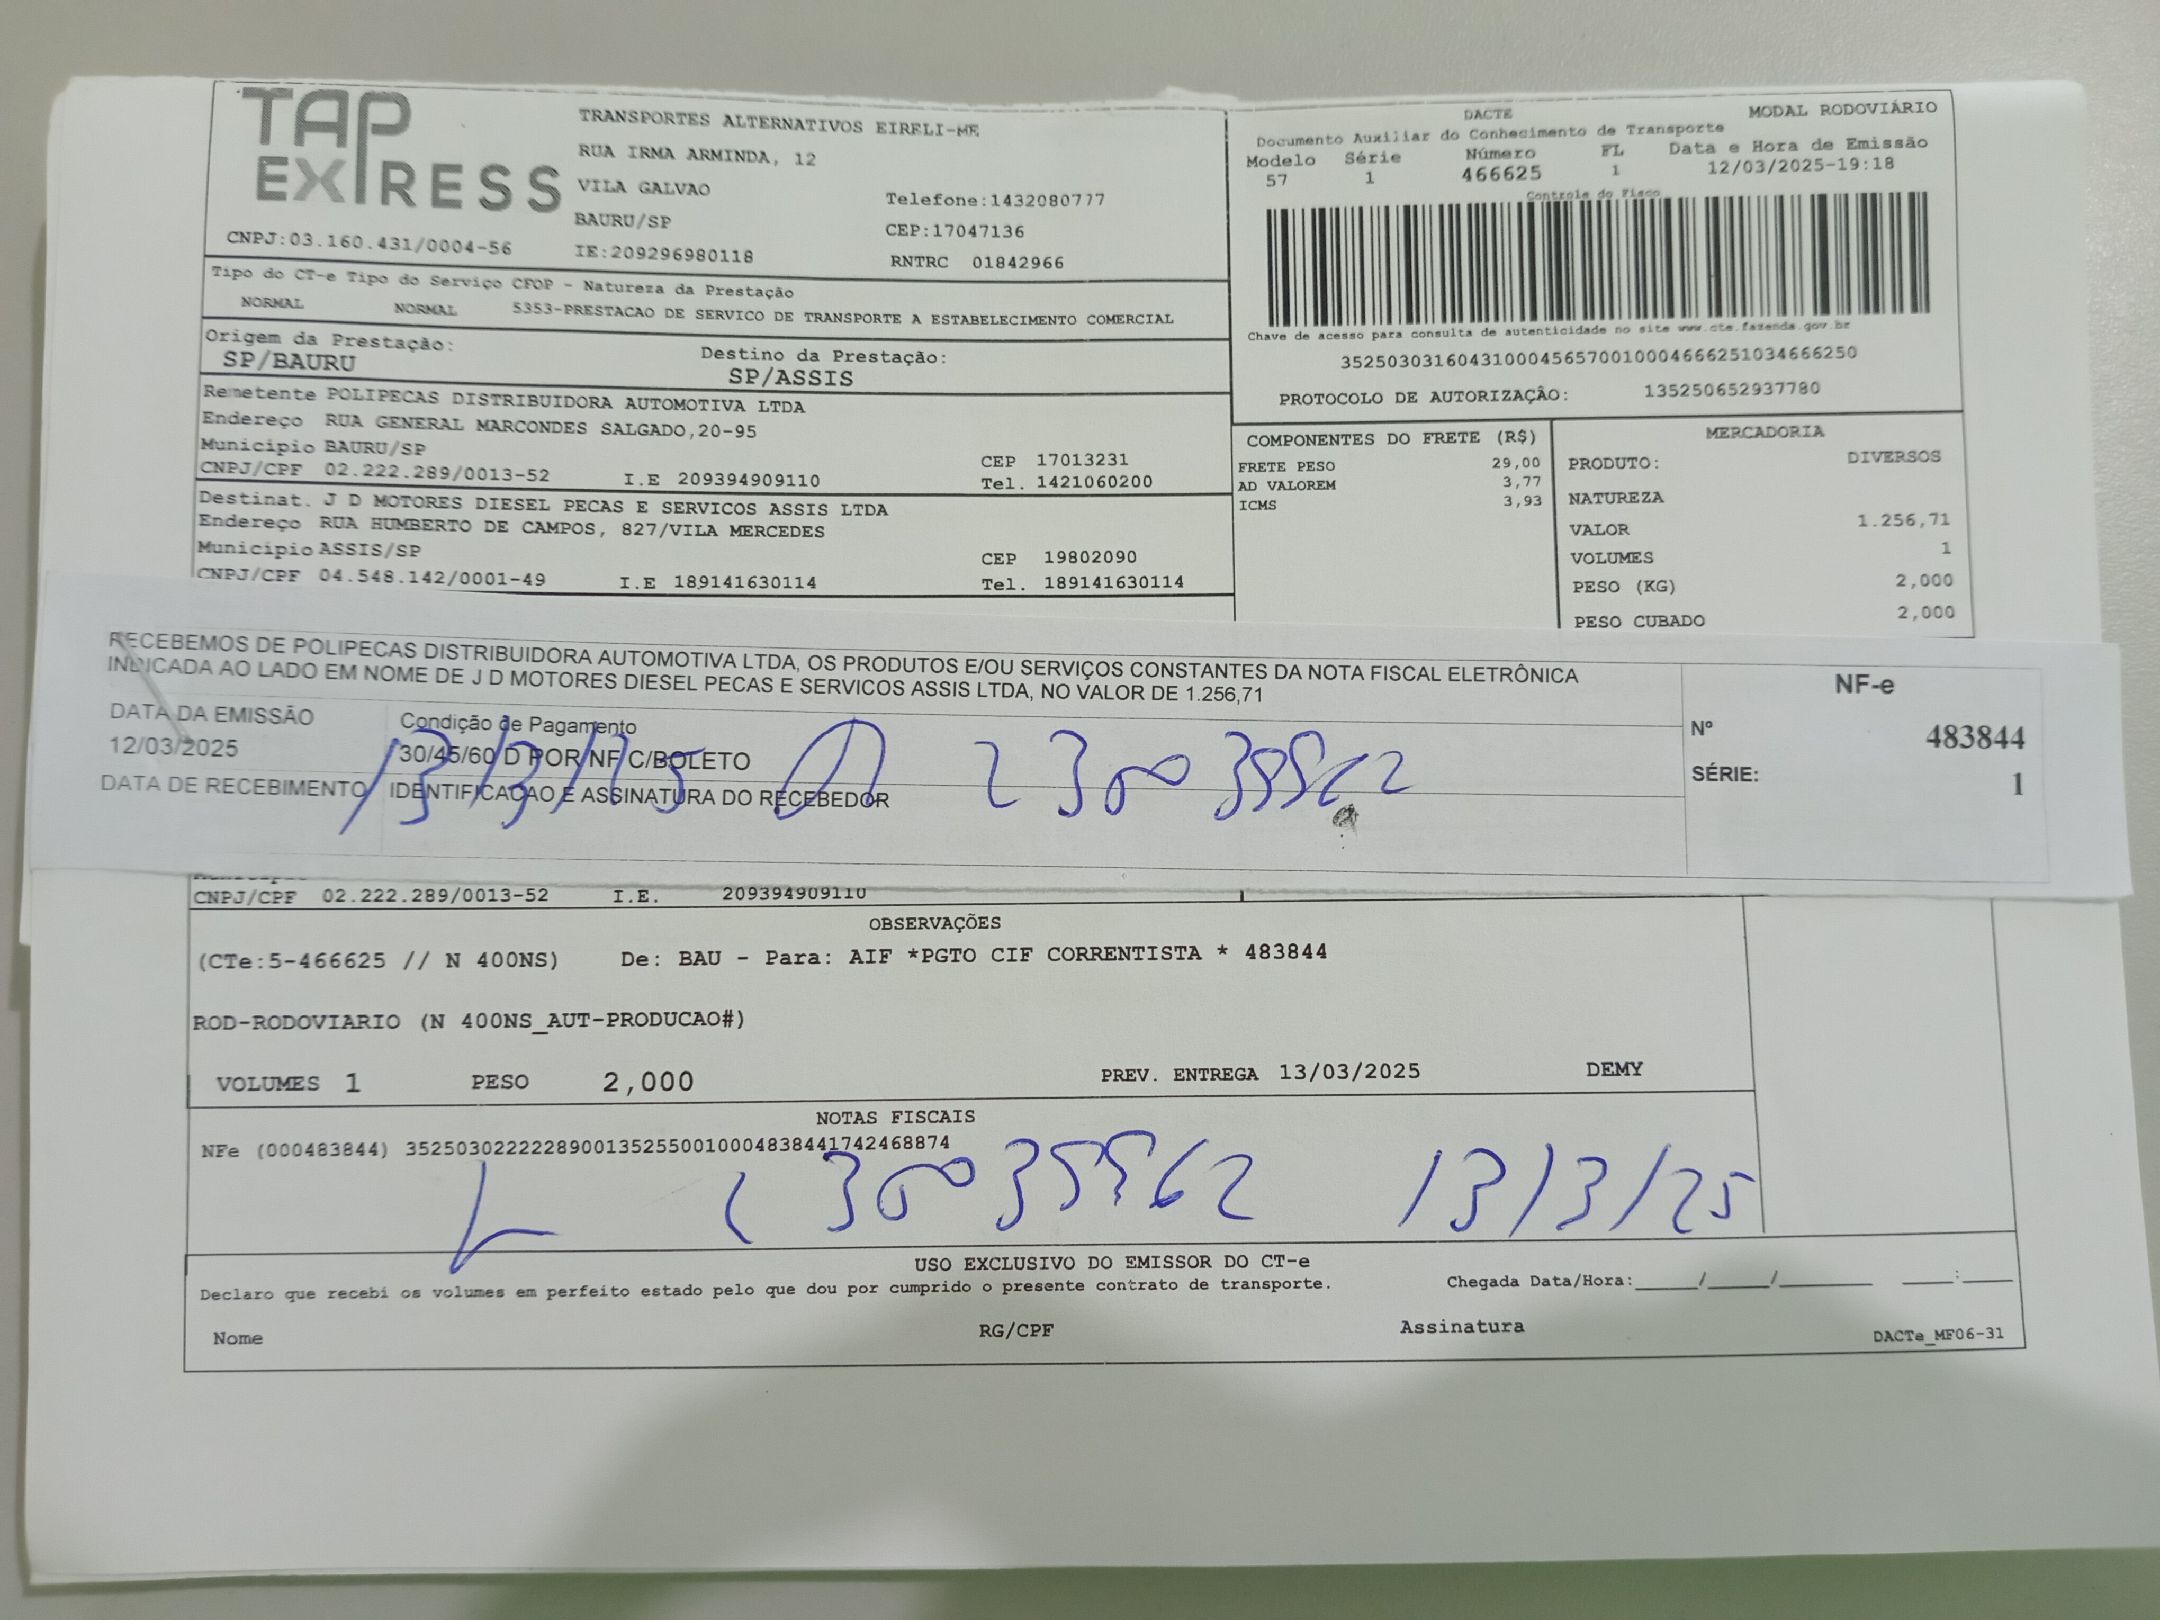 TAP EXPRESS
TRANSPORTES ALTERNATIVOS EIRELI-ME
RUA IRMA ARMINDA, 12
VILA GALVAO
BAURU/SP
Telefone:1432080777
CEP:17047136
CNPJ:03.160.431/0004-56
IE:209296980118
RNTRC 01842966
DACTE
MODAL RODOVIÁRIO
Documento Auxiliar do Conhecimento de Transporte
Modelo Série Número FL Data e Hora de Emissão
57 1 466625 1 12/03/2025-19:18
Controle do Fisco
Chave de acesso para consulta de autenticidade no site www.cte.fazenda.gov.br
35250303160431000456570010004666251034666250
PROTOCOLO DE AUTORIZAÇÂO: 135250652937780
Tipo do CT-e Tipo do Serviço CFOP - Natureza da Prestação
NORMAL NORMAL 5353-PRESTACAO DE SERVICO DE TRANSPORTE A ESTABELECIMENTO COMERCIAL
Origem da Prestação:
SP/BAURU
Destino da Prestação:
SP/ASSIS
Remetente POLIPECAS DISTRIBUIDORA AUTOMOTIVA LTDA
Endereço RUA GENERAL MARCONDES SALGADO,20-95
Municipio BAURU/SP
CEP 17013231
CNPJ/CPF 02.222.289/0013-52 I.E 209394909110 Tel. 1421060200
Destinat. J D MOTORES DIESEL PECAS E SERVICOS ASSIS LTDA
Endereço RUA HUMBERTO DE CAMPOS, 827/VILA MERCEDES
Municipio ASSIS/SP
CEP 19802090
CNPJ/CPF 04.548.142/0001-49 I.E 189141630114 Tel. 189141630114
COMPONENTES DO FRETE (R$)
FRETE PESO 29,00
AD VALOREM 3,77
ICMS 3,93
MERCADORIA
PRODUTO: DIVERSOS
NATUREZA
VALOR 1.256,71
VOLUMES 1
PESO (KG) 2,000
PESO CUBADO 2,000
RECEBEMOS DE POLIPECAS DISTRIBUIDORA AUTOMOTIVA LTDA, OS PRODUTOS E/OU SERVIÇOS CONSTANTES DA NOTA FISCAL ELETRÔNICA
INDICADA AO LADO EM NOME DE J D MOTORES DIESEL PECAS E SERVICOS ASSIS LTDA, NO VALOR DE 1.256,71
DATA DA EMISSÃO
12/03/2025
Condição de Pagamento
30/45/60 D POR NF C/BOLETO
13/3/25
DATA DE RECEBIMENTO
IDENTIFICACAO E ASSINATURA DO RECEBEDOR
NF-e
Nº 483844
SÉRIE: 1
CNPJ/CPF 02.222.289/0013-52 I.E. 209394909110
OBSERVAÇÕES
(CTe:5-466625 // N 400NS) De: BAU - Para: AIF *PGTO CIF CORRENTISTA * 483844
ROD-RODOVIARIO (N 400NS_AUT-PRODUCAO#)
VOLUMES 1 PESO 2,000 PREV. ENTREGA 13/03/2025 DEMY
NOTAS FISCAIS
NFe (000483844) 35250302222289001352550010004838441742468874
13/3/25
USO EXCLUSIVO DO EMISSOR DO CT-e
Declaro que recebi os volumes em perfeito estado pelo que dou por cumprido o presente contrato de transporte.
Chegada Data/Hora:____/____/______ ___:___
Nome RG/CPF Assinatura
DACTe_MF06-31